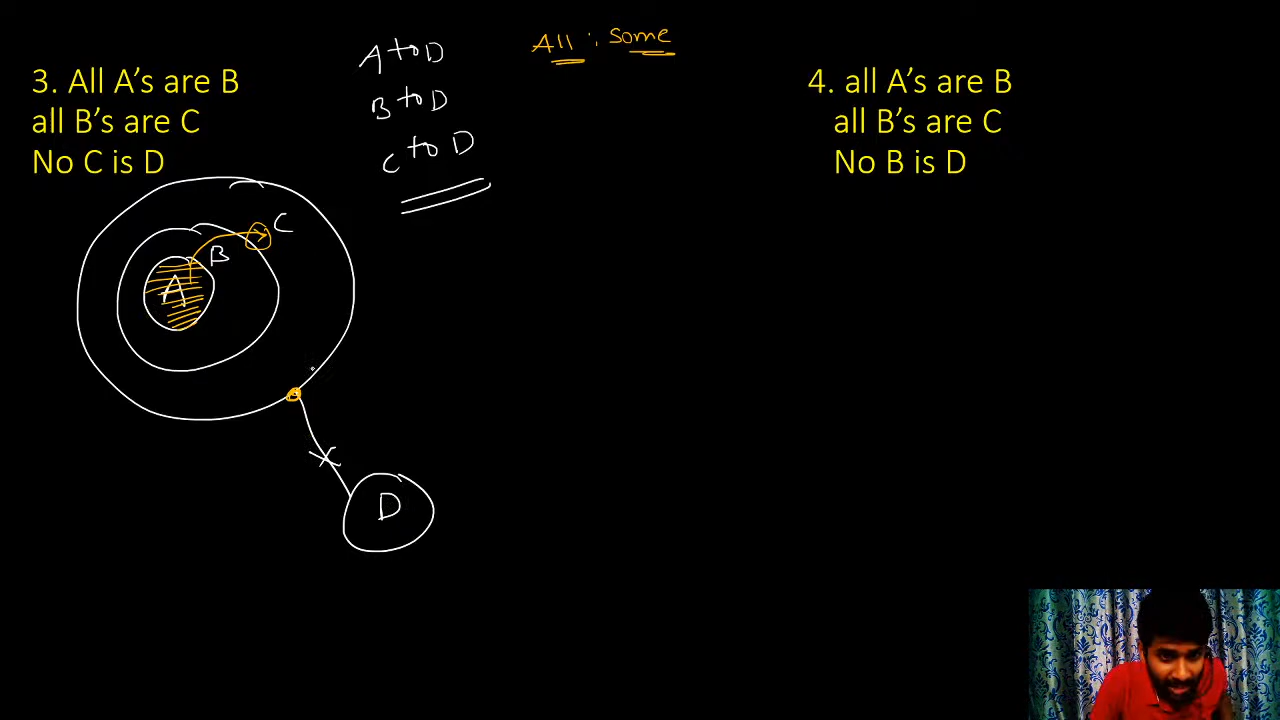 A to D
All : Some
3. All A's are B
all B's are C
No C is D
B to D
C to D
4. all A's are B
all B's are C
No B is D
C
B
A
D